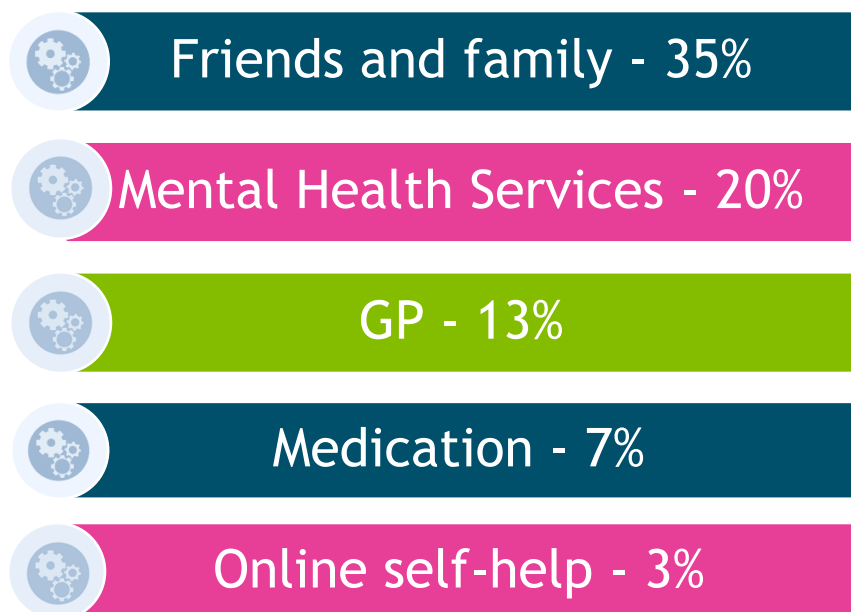 Friends and family - 35%
Mental Health Services - 20%
GP - 13%
Medication - 7%
Online self-help - 3%